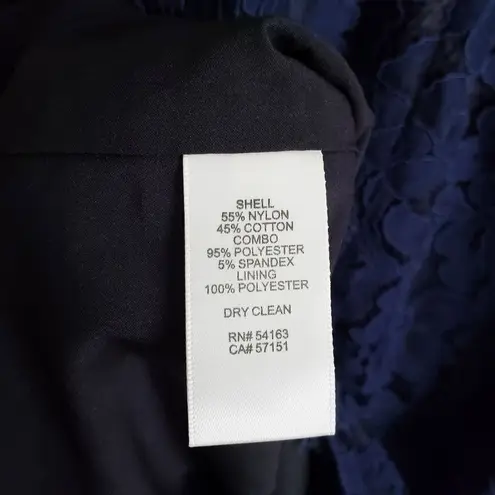 SHELL
55% NYLON
45% COTTON
COMBO
95% POLYESTER
5% SPANDEX
LINING
100% POLYESTER
DRY CLEAN
RN# 54163
CA# 57151